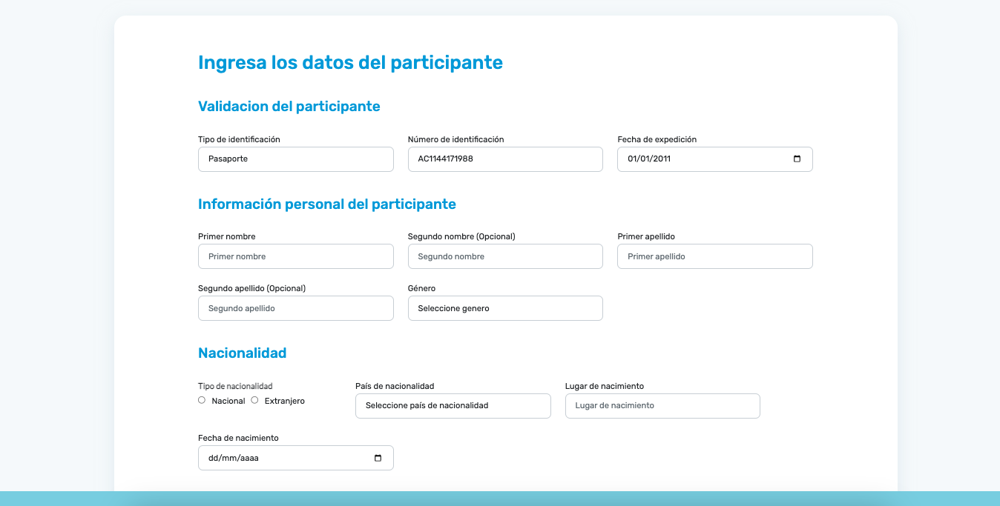 Ingresa los datos del participante
Validacion del participante
Tipo de identificación
Número de identificación
Fecha de expedición
Pasaporte
AC1144171988
01/01/2011
Información personal del participante
Primer nombre
Segundo nombre (Opcional)
Primer apellido
Primer nombre
Segundo nombre
Primer apellido
Segundo apellido (Opcional)
Género
Segundo apellido
Seleccione genero
Nacionalidad
Tipo de nacionalidad
País de nacionalidad
Lugar de nacimiento
Nacional
Extranjero
Seleccione país de nacionalidad
Lugar de nacimiento
Fecha de nacimiento
dd/mm/aaaa